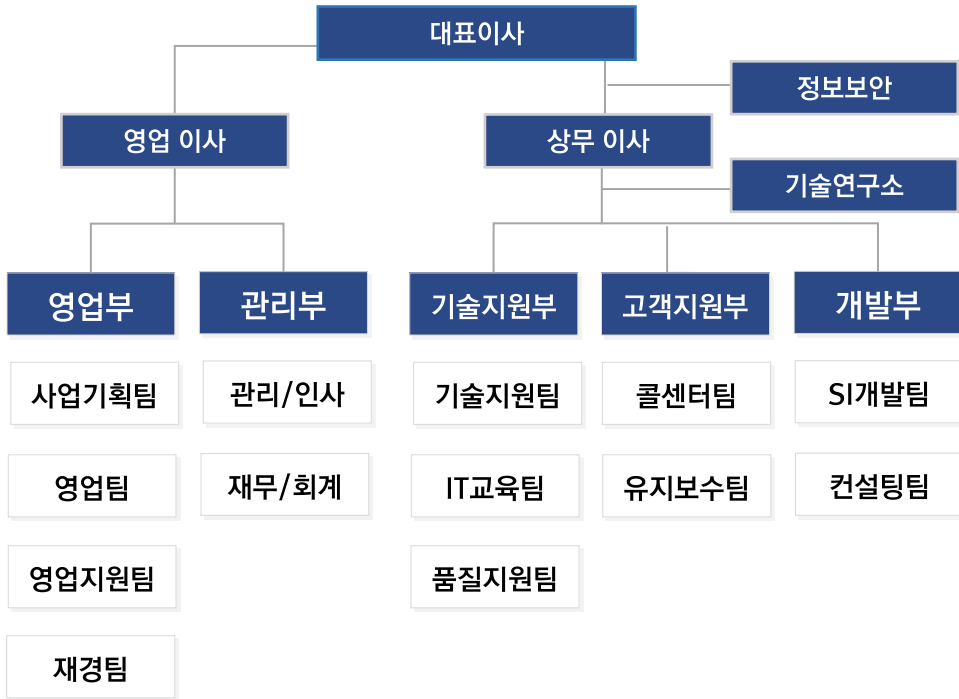 대표이사
정보보안
영업 이사
상무 이사
기술연구소
영업부
관리부
기술지원부
고객지원부
개발부
사업기획팀
관리/인사
기술지원팀
콜센터팀
SI개발팀
영업팀
재무/회계
IT교육팀
유지보수팀
컨설팅팀
영업지원팀
품질지원팀
재경팀